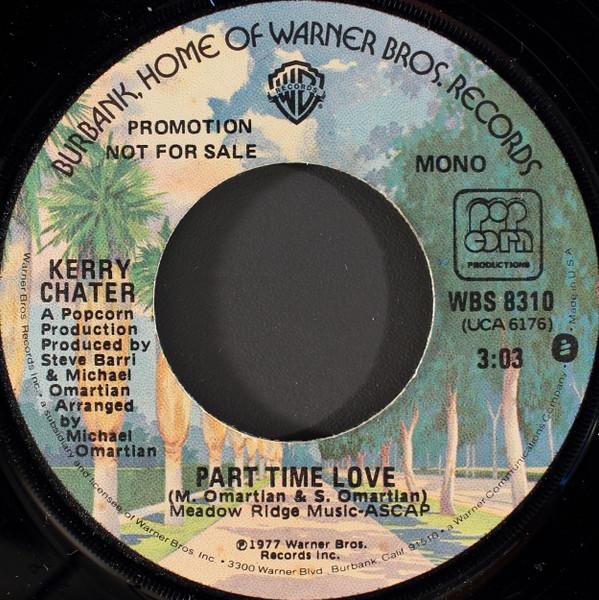 BURBANK, HOME OF WARNER BROS. RECORDS
W B
RECORDS
PROMOTION
NOT FOR SALE
MONO
POP
CORN
PRODUCTIONS
KERRY
CHATER
A Popcorn
Production
Produced by
Steve Barri
& Michael
Omartian
Arranged
by
Michael
Omartian
WBS 8310
(UCA 6176)
3:03
PART TIME LOVE
(M. Omartian & S. Omartian)
Meadow Ridge Music-ASCAP
℗1977 Warner Bros.
Records Inc.
Warner Bros. Records Inc. • a subsidiary and licensee of Warner Bros. Inc. • 3300 Warner Blvd., Burbank, Calif. 91510 • a Warner Communications Company • Made in U.S.A.